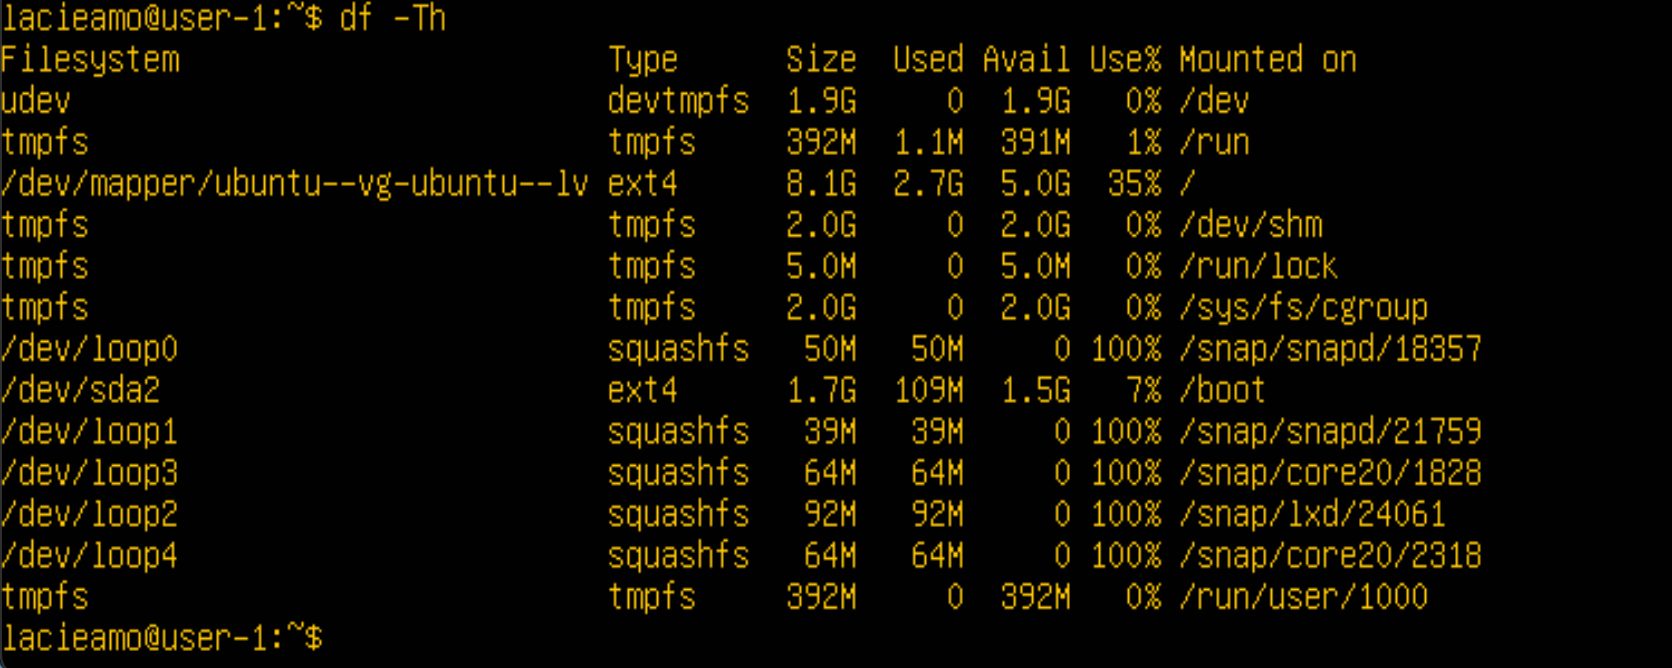 lacieamo@user-1:~$ df -Th
Filesystem                        Type      Size  Used Avail Use% Mounted on
udev                              devtmpfs  1.9G     0  1.9G   0% /dev
tmpfs                             tmpfs     392M  1.1M  391M   1% /run
/dev/mapper/ubuntu--vg-ubuntu--lv ext4      8.1G  2.7G  5.0G  35% /
tmpfs                             tmpfs     2.0G     0  2.0G   0% /dev/shm
tmpfs                             tmpfs     5.0M     0  5.0M   0% /run/lock
tmpfs                             tmpfs     2.0G     0  2.0G   0% /sys/fs/cgroup
/dev/loop0                        squashfs   50M   50M     0 100% /snap/snapd/18357
/dev/sda2                         ext4      1.7G  109M  1.5G   7% /boot
/dev/loop1                        squashfs   39M   39M     0 100% /snap/snapd/21759
/dev/loop3                        squashfs   64M   64M     0 100% /snap/core20/1828
/dev/loop2                        squashfs   92M   92M     0 100% /snap/lxd/24061
/dev/loop4                        squashfs   64M   64M     0 100% /snap/core20/2318
tmpfs                             tmpfs     392M     0  392M   0% /run/user/1000
lacieamo@user-1:~$